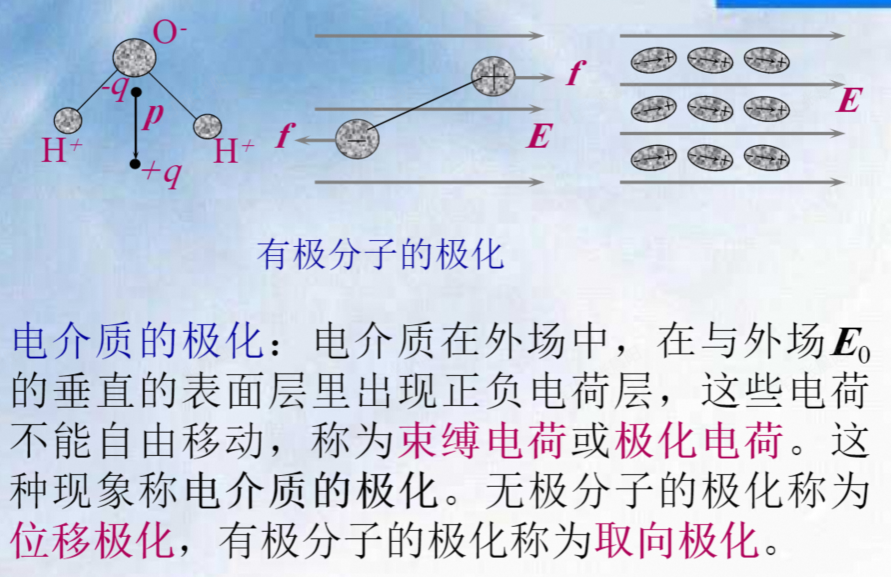 O-
-q
p
H+
H+
+q
+
f
E
f
−
E
有极分子的极化
电介质的极化：电介质在外场中，在与外场E0
的垂直的表面层里出现正负电荷层，这些电荷
不能自由移动，称为束缚电荷或极化电荷。这
种现象称电介质的极化。无极分子的极化称为
位移极化，有极分子的极化称为取向极化。